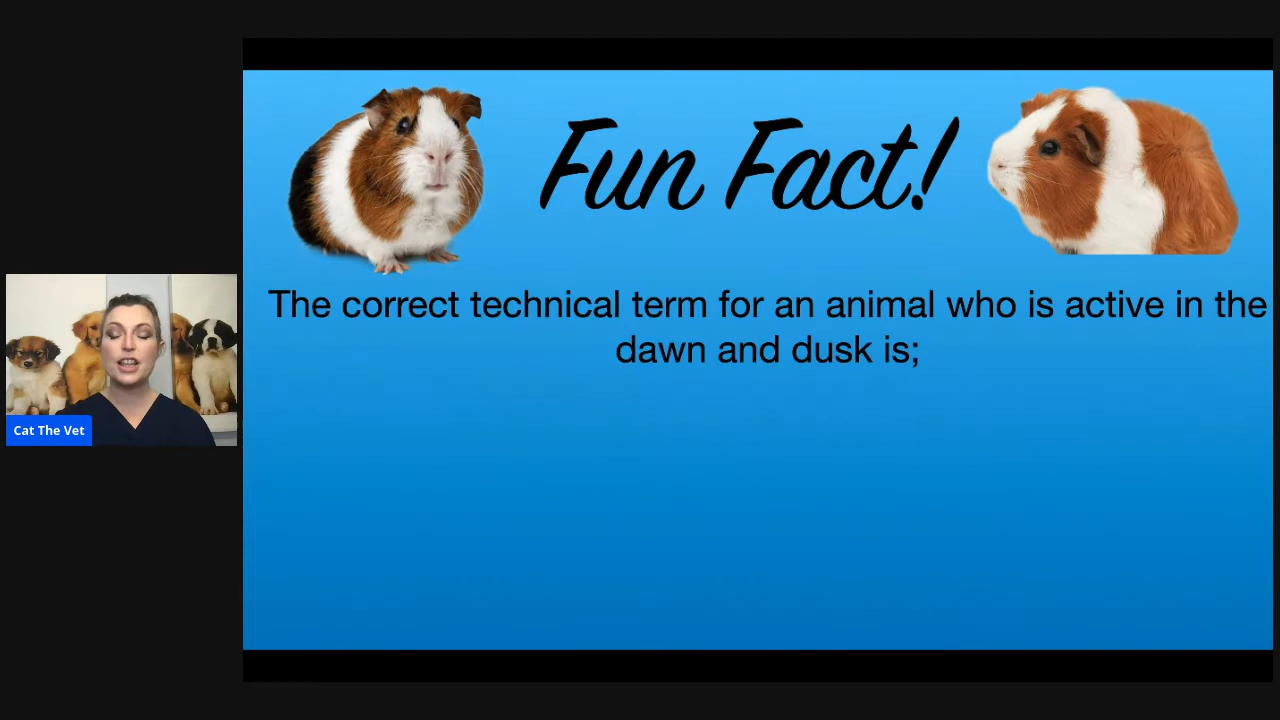 Fun Fact!
The correct technical term for an animal who is active in the
dawn and dusk is;
Cat The Vet